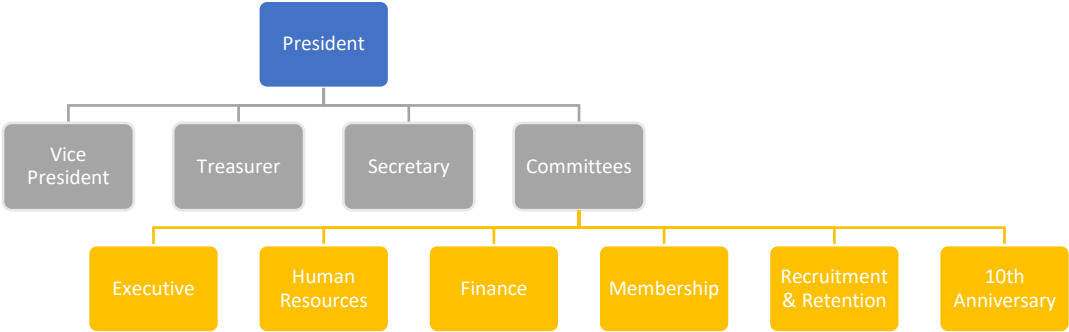 President
Vice
President
Treasurer
Secretary
Committees
Executive
Human
Resources
Finance
Membership
Recruitment
& Retention
10th
Anniversary